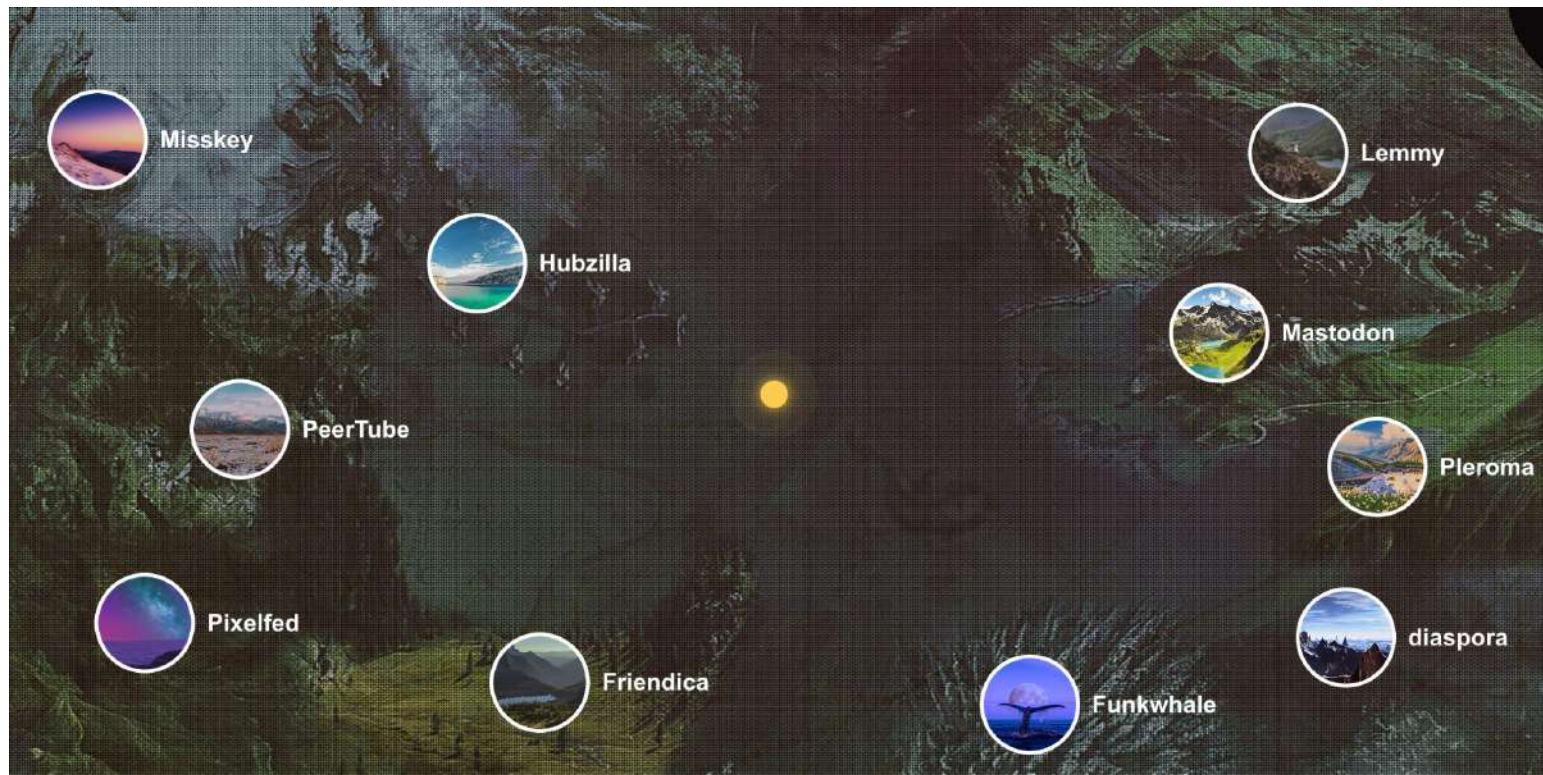 Misskey
Lemmy
Hubzilla
Mastodon
PeerTube
Pleroma
Pixelfed
diaspora
Friendica
Funkwhale